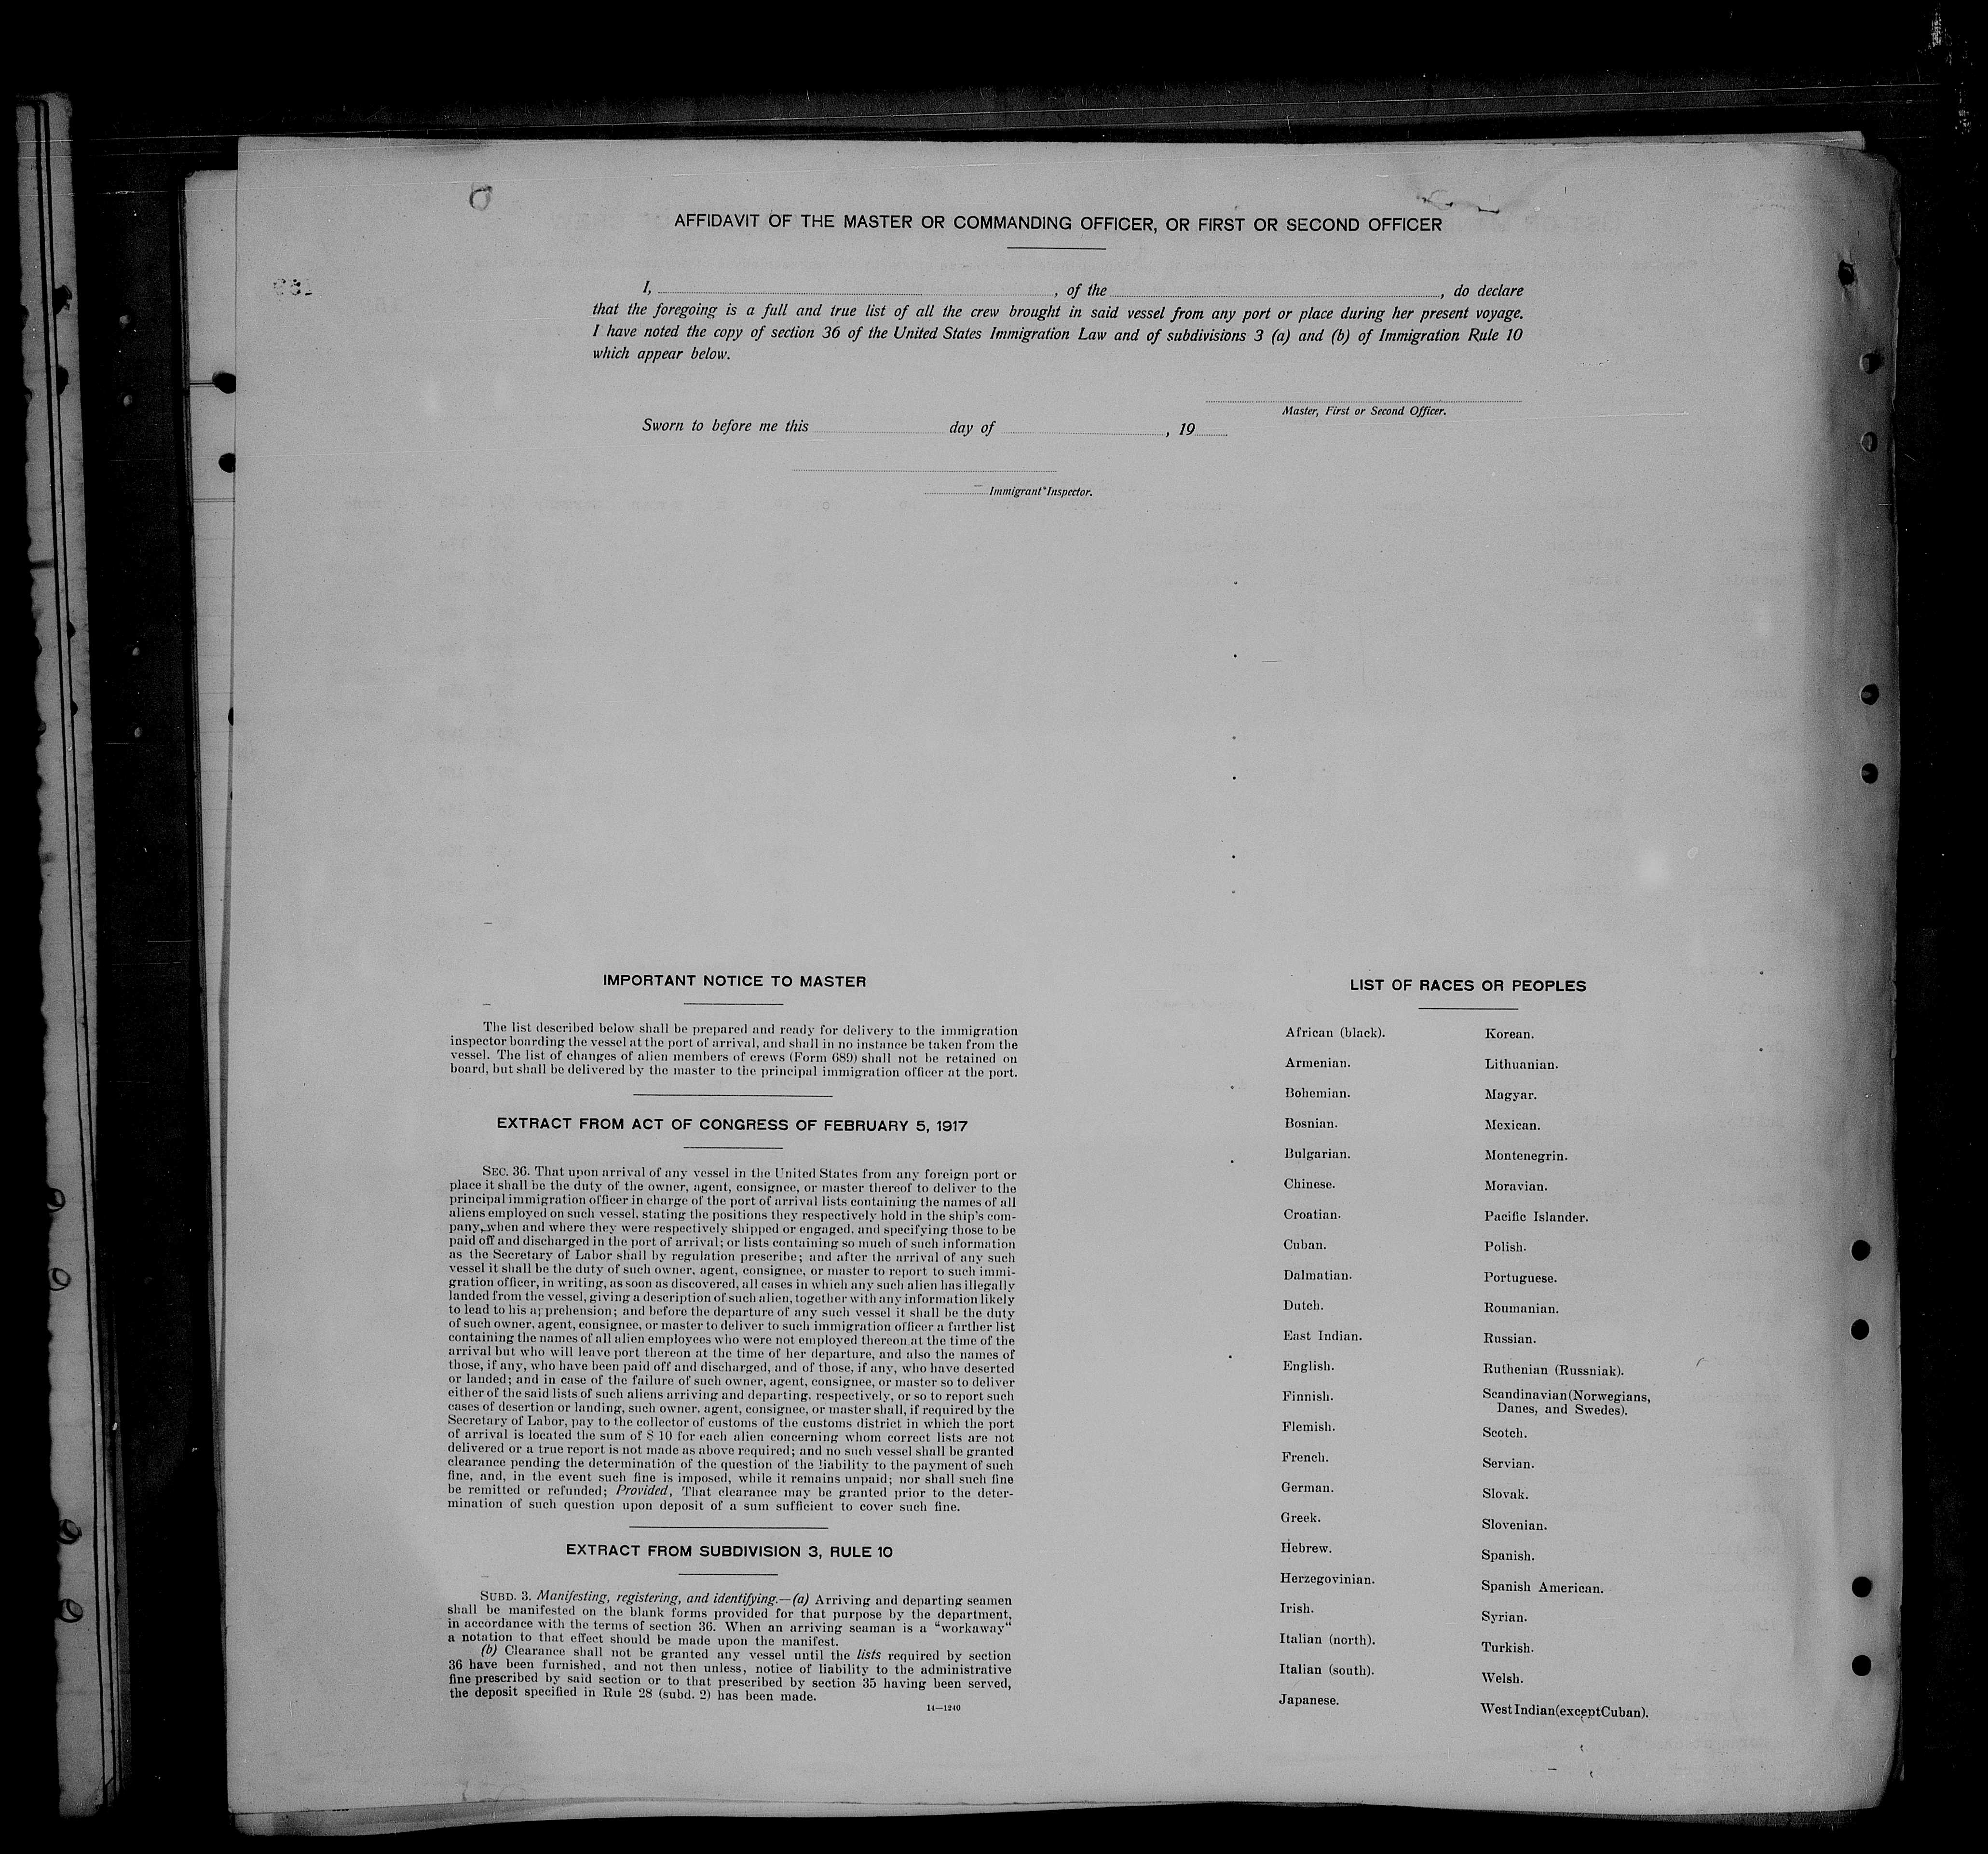 AFFIDAVIT OF THE MASTER OR COMMANDING OFFICER, OR FIRST OR SECOND OFFICER
I, , of the , do declare
that the foregoing is a full and true list of all the crew brought in said vessel from any port or place during her present voyage.
I have noted the copy of section 36 of the United States Immigration Law and of subdivisions 3 (a) and (b) of Immigration Rule 10
which appear below.
Master, First or Second Officer.
Sworn to before me this day of , 19
Immigrant Inspector.
IMPORTANT NOTICE TO MASTER
The list described below shall be prepared and ready for delivery to the immigration
inspector boarding the vessel at the port of arrival, and shall in no instance be taken from the
vessel. The list of changes of alien members of crews (Form 689) shall not be retained on
board, but shall be delivered by the master to the principal immigration officer at the port.
EXTRACT FROM ACT OF CONGRESS OF FEBRUARY 5, 1917
SEC. 36. That upon arrival of any vessel in the United States from any foreign port or
place it shall be the duty of the owner, agent, consignee, or master thereof to deliver to the
principal immigration officer in charge of the port of arrival lists containing the names of all
aliens employed on such vessel, stating the positions they respectively hold in the ship's com-
pany, when and where they were respectively shipped or engaged, and specifying those to be
paid off and discharged in the port of arrival; or lists containing so much of such information
as the Secretary of Labor shall by regulation prescribe; and after the arrival of any such
vessel it shall be the duty of such owner, agent, consignee, or master to report to such immi-
gration officer, in writing, as soon as discovered, all cases in which any such alien has illegally
landed from the vessel, giving a description of such alien, together with any information likely
to lead to his apprehension; and before the departure of any such vessel it shall be the duty
of such owner, agent, consignee, or master to deliver to such immigration officer a further list
containing the names of all alien employees who were not employed thereon at the time of the
arrival but who will leave port thereon at the time of her departure, and also the names of
those, if any, who have been paid off and discharged, and of those, if any, who have deserted
or landed; and in case of the failure of such owner, agent, consignee, or master so to deliver
either of the said lists of such aliens arriving and departing, respectively, or so to report such
cases of desertion or landing, such owner, agent, consignee, or master shall, if required by the
Secretary of Labor, pay to the collector of customs of the customs district in which the port
of arrival is located the sum of $ 10 for each alien concerning whom correct lists are not
delivered or a true report is not made as above required; and no such vessel shall be granted
clearance pending the determination of the question of the liability to the payment of such
fine, and, in the event such fine is imposed, while it remains unpaid; nor shall such fine
be remitted or refunded; Provided, That clearance may be granted prior to the deter-
mination of such question upon deposit of a sum sufficient to cover such fine.
EXTRACT FROM SUBDIVISION 3, RULE 10
SUBD. 3. Manifesting, registering, and identifying.—(a) Arriving and departing seamen
shall be manifested on the blank forms provided for that purpose by the department,
in accordance with the terms of section 36. When an arriving seaman is a "workaway"
a notation to that effect should be made upon the manifest.
(b) Clearance shall not be granted any vessel until the lists required by section
36 have been furnished, and not then unless, notice of liability to the administrative
fine prescribed by said section or to that prescribed by section 35 having been served,
the deposit specified in Rule 28 (subd. 2) has been made.
14—1240
LIST OF RACES OR PEOPLES
African (black).
Armenian.
Bohemian.
Bosnian.
Bulgarian.
Chinese.
Croatian.
Cuban.
Dalmatian.
Dutch.
East Indian.
English.
Finnish.
Flemish.
French.
German.
Greek.
Hebrew.
Herzegovinian.
Irish.
Italian (north).
Italian (south).
Japanese.
Korean.
Lithuanian.
Magyar.
Mexican.
Montenegrin.
Moravian.
Pacific Islander.
Polish.
Portuguese.
Roumanian.
Russian.
Ruthenian (Russniak).
Scandinavian (Norwegians,
Danes, and Swedes).
Scotch.
Servian.
Slovak.
Slovenian.
Spanish.
Spanish American.
Syrian.
Turkish.
Welsh.
West Indian (except Cuban).